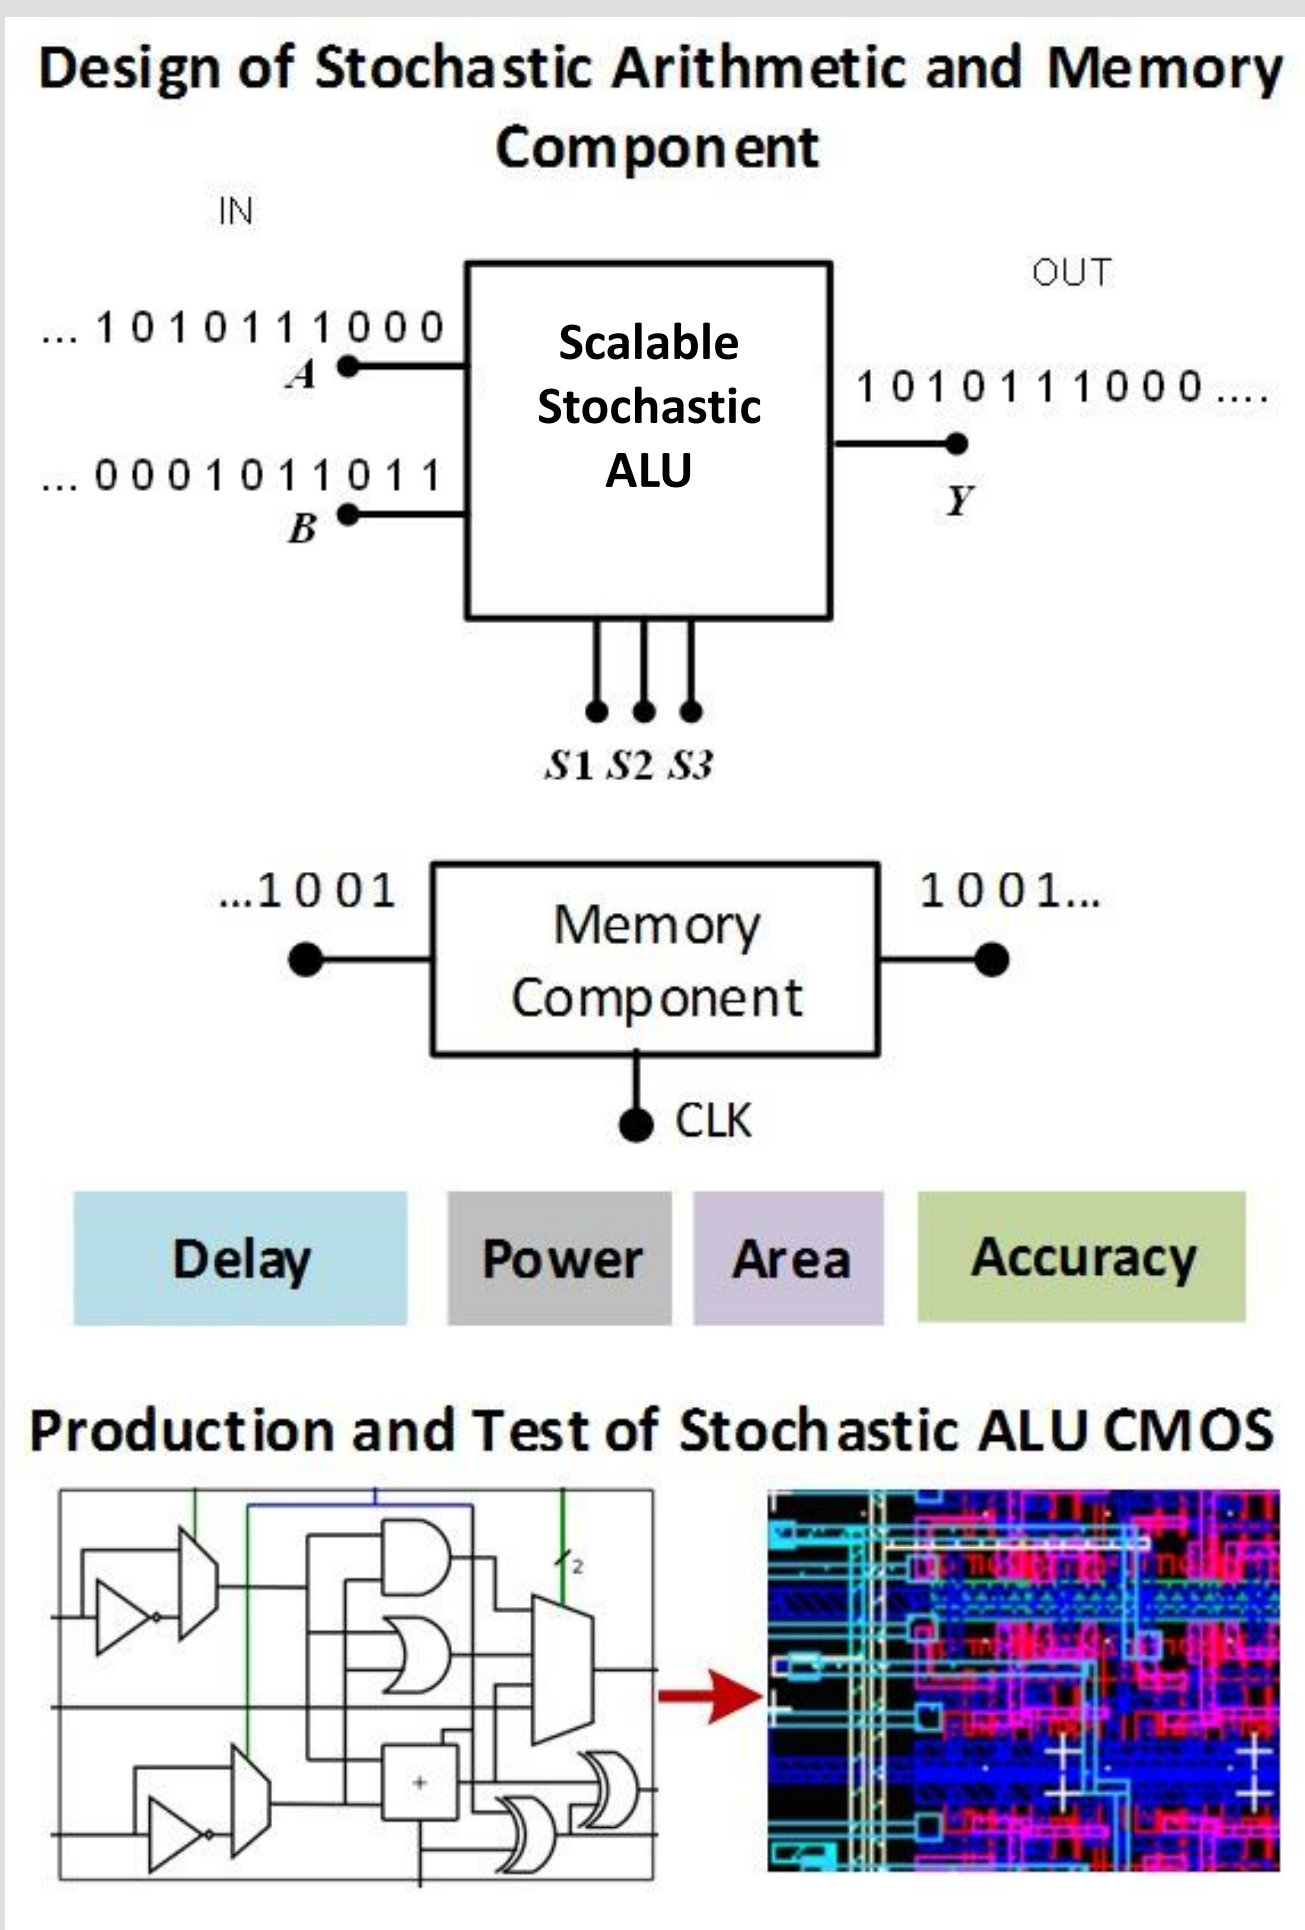 Design of Stochastic Arithmetic and Memory
Component
IN
OUT
... 1 0 1 0 1 1 1 0 0 0
A
Scalable
Stochastic
ALU
1 0 1 0 1 1 1 0 0 0 ....
... 0 0 0 1 0 1 1 0 1 1
B
Y
S1 S2 S3
...1 0 0 1
Memory
Component
1 0 0 1...
CLK
Delay
Power
Area
Accuracy
Production and Test of Stochastic ALU CMOS
2
+